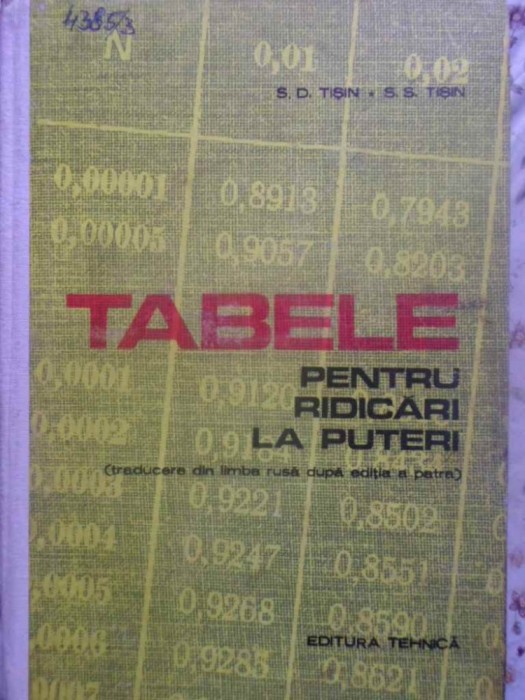 43853
N 0,01 0,02
S. D. TIȘIN • S. S. TIȘIN
0,00001 0,8913 0,7943
0,00005 0,9057 0,8203
TABELE
PENTRU
RIDICĂRI
LA PUTERI
(traducere din limba rusă după ediția a patra)
0,0001 0,9120
0,0002
0,0003 0,9221 0,8502
0,0004 0,9247 0,8551
0,0005 0,9268 0,8590
0,0006 0,9285 0,8621
EDITURA TEHNICĂ